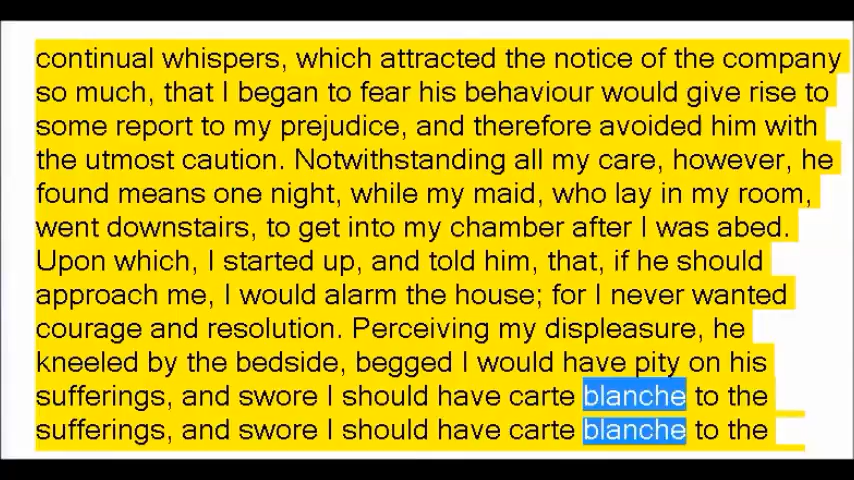 continual whispers, which attracted the notice of the company
so much, that I began to fear his behaviour would give rise to
some report to my prejudice, and therefore avoided him with
the utmost caution. Notwithstanding all my care, however, he
found means one night, while my maid, who lay in my room,
went downstairs, to get into my chamber after I was abed.
Upon which, I started up, and told him, that, if he should
approach me, I would alarm the house; for I never wanted
courage and resolution. Perceiving my displeasure, he
kneeled by the bedside, begged I would have pity on his
sufferings, and swore I should have carte blanche to the
sufferings, and swore I should have carte blanche to the